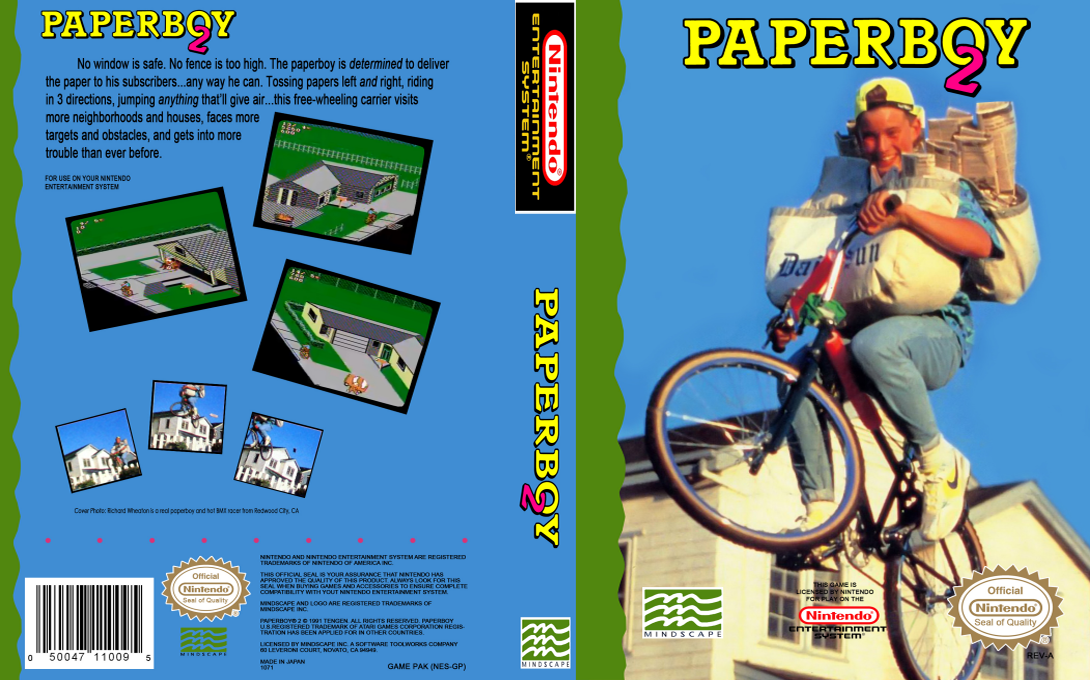 PAPERBOY
2
No window is safe. No fence is too high. The paperboy is determined to deliver
the paper to his subscribers...any way he can. Tossing papers left and right, riding
in 3 directions, jumping anything that'll give air...this free-wheeling carrier visits
more neighborhoods and houses, faces more
targets and obstacles, and gets into more
trouble than ever before.
FOR USE ON YOUR NINTENDO
ENTERTAINMENT SYSTEM
Cover Photo: Richard Wheaton is a real paperboy and hot BMX racer from Redwood City, CA
NINTENDO AND NINTENDO ENTERTAINMENT SYSTEM ARE REGISTERED
TRADEMARKS OF NINTENDO OF AMERICA INC.
THIS OFFICIAL SEAL IS YOUR ASSURANCE THAT NINTENDO HAS
APPROVED THE QUALITY OF THIS PRODUCT. ALWAYS LOOK FOR THIS
SEAL WHEN BUYING GAMES AND ACCESSORIES TO ENSURE COMPLETE
COMPATIBILITY WITH YOUT NINTENDO ENTERTAINMENT SYSTEM.
MINDSCAPE AND LOGO ARE REGISTERED TRADEMARKS OF
MINDSCAPE INC.
PAPERBOY® 2 © 1991 TENGEN. ALL RIGHTS RESERVED. PAPERBOY
U.S.REGISTERED TRADEMARK OF ATARI GAMES CORPORATION REGIS-
TRATION HAS BEEN APPLIED FOR IN OTHER COUNTRIES.
LICENSED BY MINDSCAPE INC. A SOFTWARE TOOLWORKS COMPANY
60 LEVERONI COURT, NOVATO, CA 94949.
MADE IN JAPAN
1071
GAME PAK (NES-GP)
Official
Nintendo
Seal of Quality
MINDSCAPE
0 50047 11009 5
Nintendo
ENTERTAINMENT
SYSTEM®
PAPERBOY
2
MINDSCAPE
PAPERBOY
2
THIS GAME IS
LICENSED BY NINTENDO
FOR PLAY ON THE
Nintendo
ENTERTAINMENT
SYSTEM®
MINDSCAPE
Official
Nintendo
Seal of Quality
REV-A